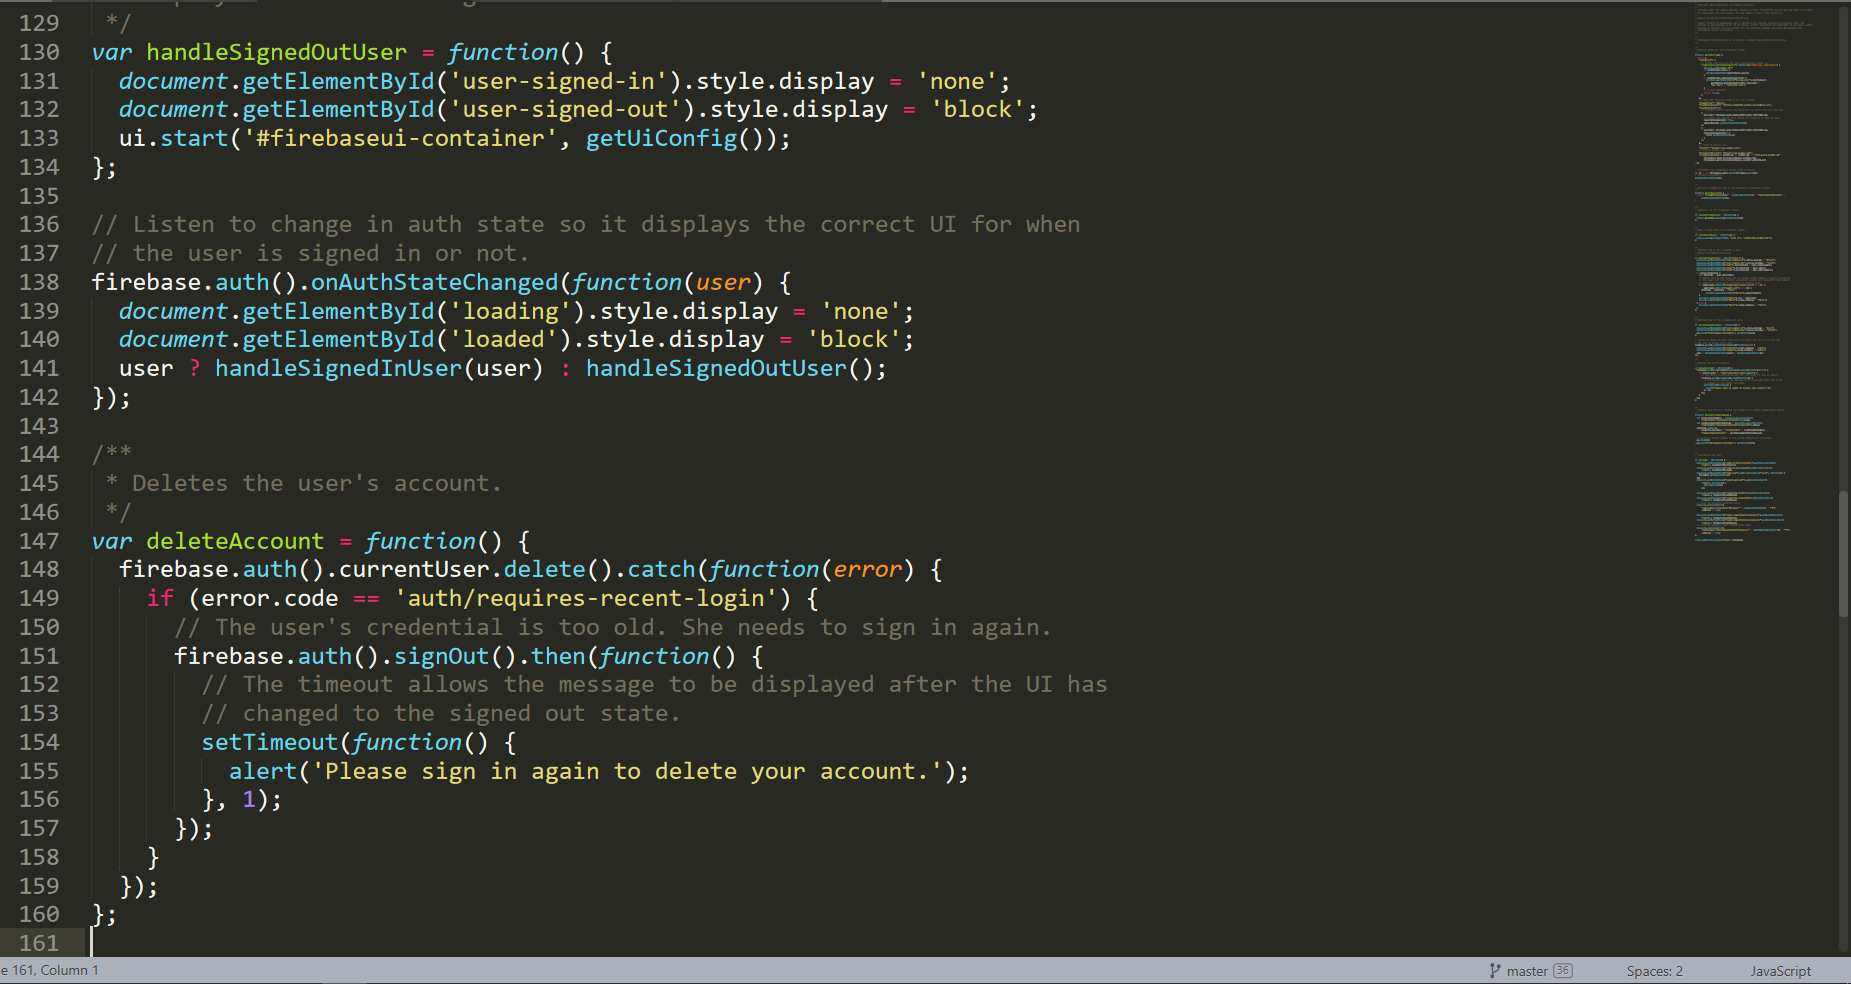 129    */
130  var handleSignedOutUser = function() {
131    document.getElementById('user-signed-in').style.display = 'none';
132    document.getElementById('user-signed-out').style.display = 'block';
133    ui.start('#firebaseui-container', getUiConfig());
134  };
135
136  // Listen to change in auth state so it displays the correct UI for when
137  // the user is signed in or not.
138  firebase.auth().onAuthStateChanged(function(user) {
139    document.getElementById('loading').style.display = 'none';
140    document.getElementById('loaded').style.display = 'block';
141    user ? handleSignedInUser(user) : handleSignedOutUser();
142  });
143
144  /**
145   * Deletes the user's account.
146   */
147  var deleteAccount = function() {
148    firebase.auth().currentUser.delete().catch(function(error) {
149      if (error.code == 'auth/requires-recent-login') {
150        // The user's credential is too old. She needs to sign in again.
151        firebase.auth().signOut().then(function() {
152          // The timeout allows the message to be displayed after the UI has
153          // changed to the signed out state.
154          setTimeout(function() {
155            alert('Please sign in again to delete your account.');
156          }, 1);
157        });
158      }
159    });
160  };
161
e 161, Column 1    master 36    Spaces: 2    JavaScript